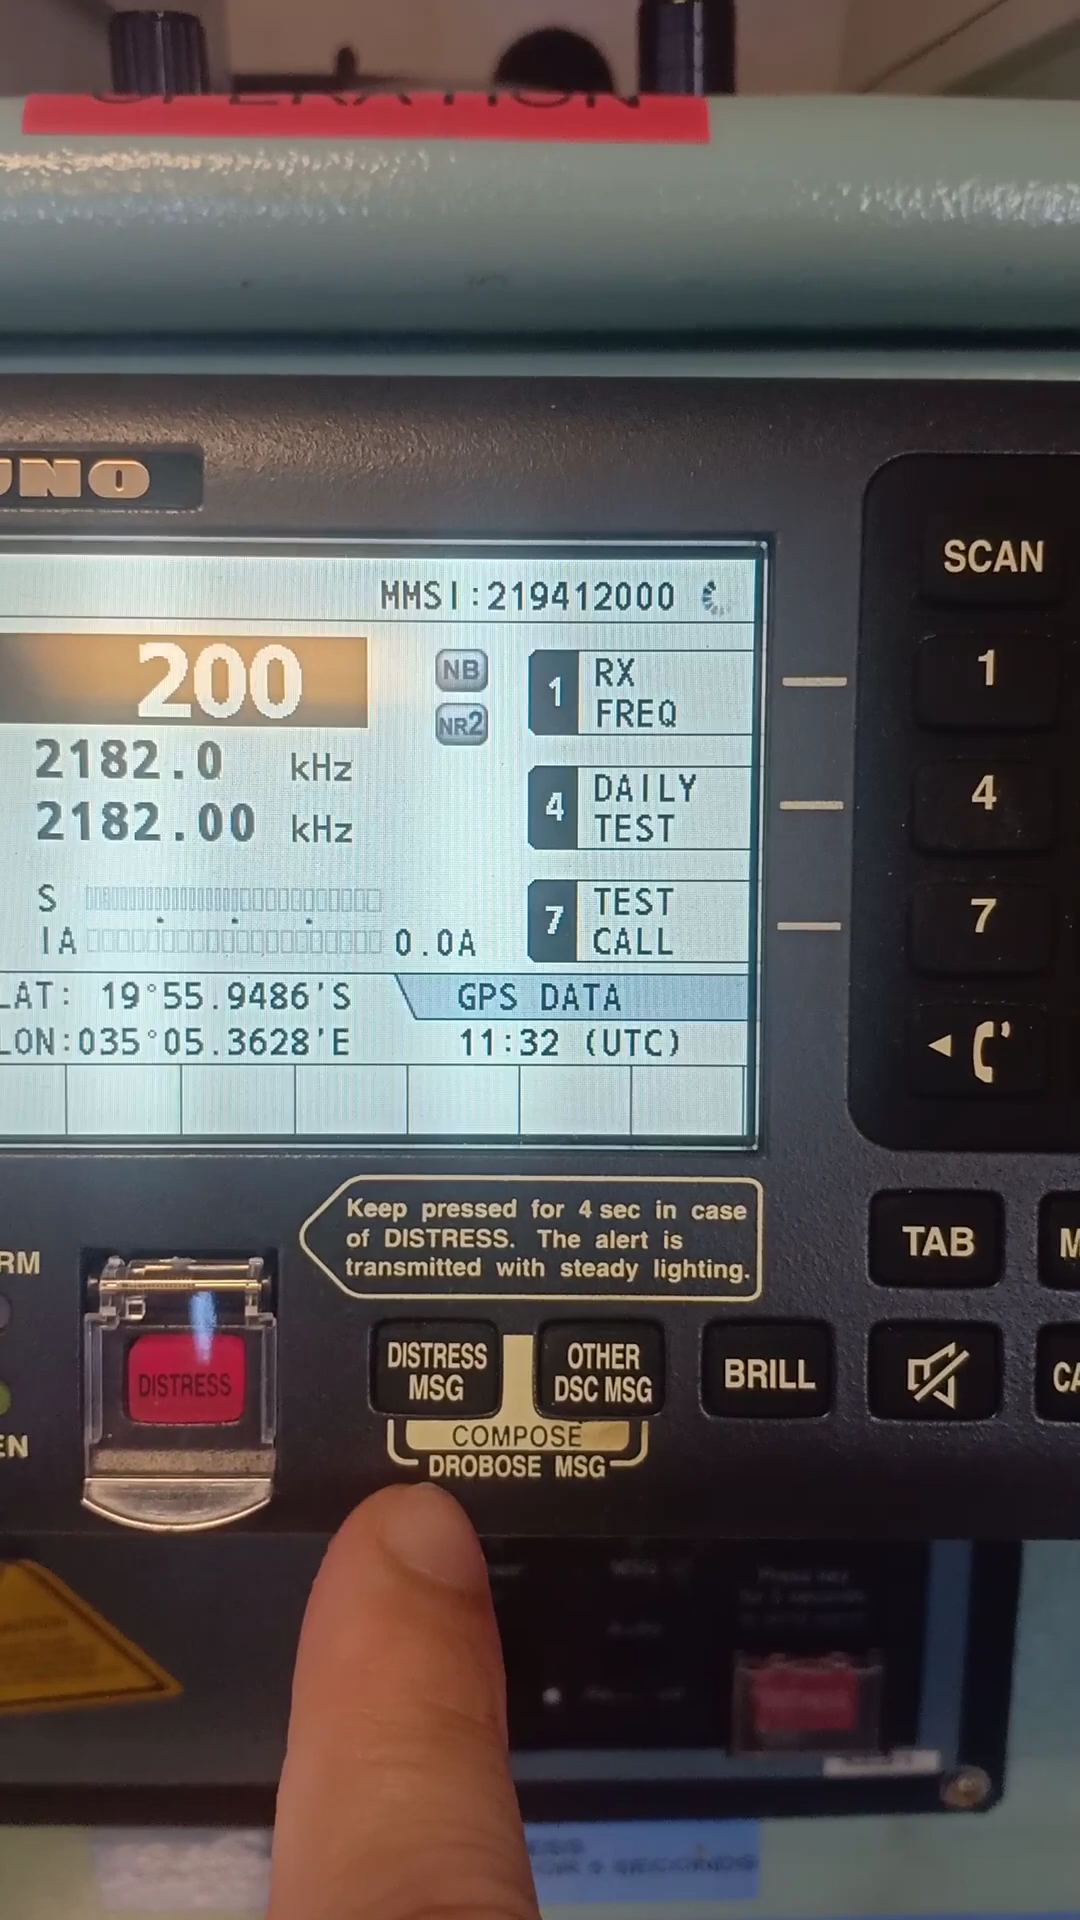 OPERATION
UNO
MMSI:219412000
SCAN
200
NB
NR2
1 RX
FREQ
1
2182.0 kHz
2182.00 kHz
4 DAILY
TEST
4
S
IA 0.0A
7 TEST
CALL
7
LAT: 19°55.9486'S
GPS DATA
LON:035°05.3628'E
11:32 (UTC)
Keep pressed for 4 sec in case
of DISTRESS. The alert is
transmitted with steady lighting.
RM
TAB
M
DISTRESS
DISTRESS
MSG
OTHER
DSC MSG
BRILL
CA
EN
COMPOSE
DROBOSE MSG